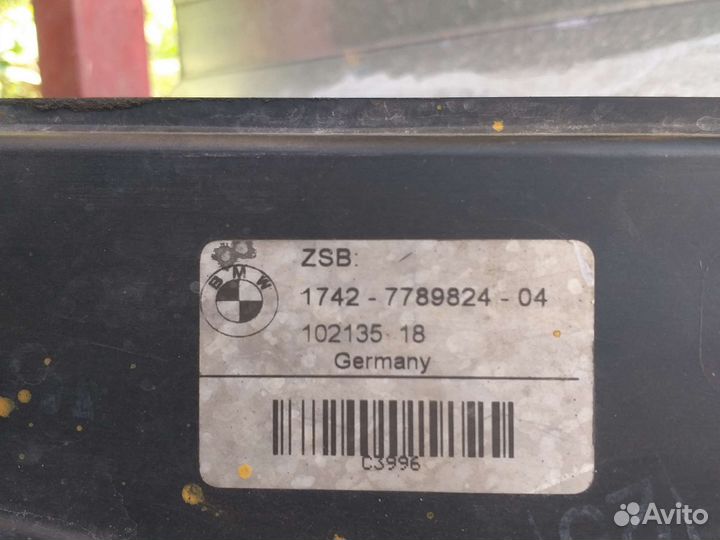 ZSB:
BMW
1742 - 7789824 - 04
102135 18
Germany
C3996
Avito